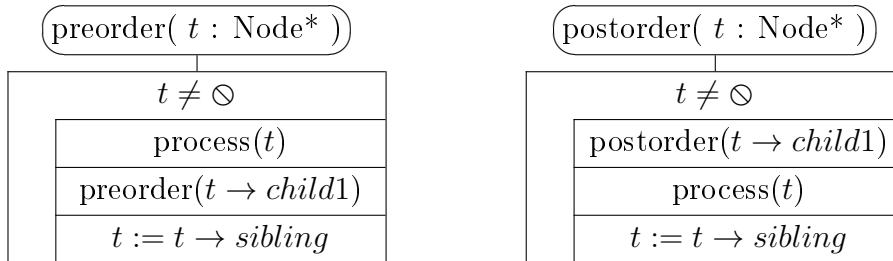 preorder( t : Node* )
t ≠ ⦸
process(t)
preorder(t → child1)
t := t → sibling
postorder( t : Node* )
t ≠ ⦸
postorder(t → child1)
process(t)
t := t → sibling